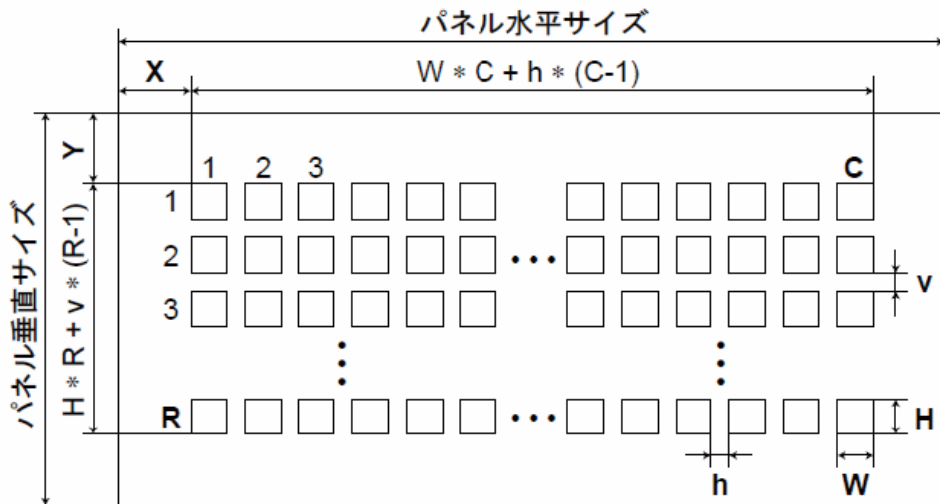 パネル水平サイズ
X
W * C + h * (C-1)
Y
1 2 3 C
1
2 •••
v
3
パネル垂直サイズ
H * R + v * (R-1)
R •••
H
h
W